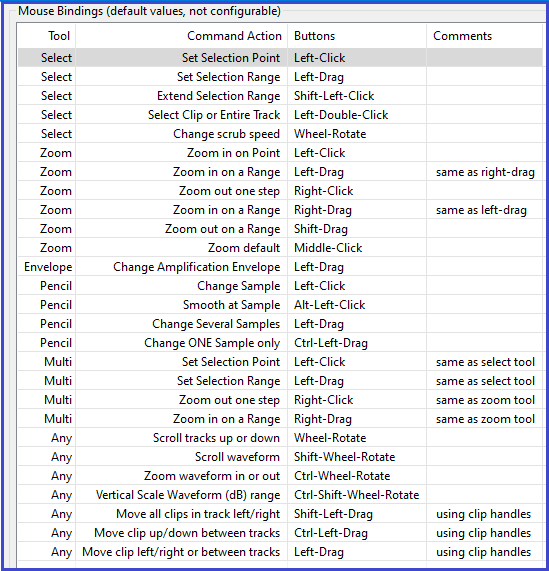 Mouse Bindings (default values, not configurable)
Tool Command Action Buttons Comments
Select Set Selection Point Left-Click
Select Set Selection Range Left-Drag
Select Extend Selection Range Shift-Left-Click
Select Select Clip or Entire Track Left-Double-Click
Select Change scrub speed Wheel-Rotate
Zoom Zoom in on Point Left-Click
Zoom Zoom in on a Range Left-Drag same as right-drag
Zoom Zoom out one step Right-Click
Zoom Zoom in on a Range Right-Drag same as left-drag
Zoom Zoom out on a Range Shift-Drag
Zoom Zoom default Middle-Click
Envelope Change Amplification Envelope Left-Drag
Pencil Change Sample Left-Click
Pencil Smooth at Sample Alt-Left-Click
Pencil Change Several Samples Left-Drag
Pencil Change ONE Sample only Ctrl-Left-Drag
Multi Set Selection Point Left-Click same as select tool
Multi Set Selection Range Left-Drag same as select tool
Multi Zoom out one step Right-Click same as zoom tool
Multi Zoom in on a Range Right-Drag same as zoom tool
Any Scroll tracks up or down Wheel-Rotate
Any Scroll waveform Shift-Wheel-Rotate
Any Zoom waveform in or out Ctrl-Wheel-Rotate
Any Vertical Scale Waveform (dB) range Ctrl-Shift-Wheel-Rotate
Any Move all clips in track left/right Shift-Left-Drag using clip handles
Any Move clip up/down between tracks Ctrl-Left-Drag using clip handles
Any Move clip left/right or between tracks Left-Drag using clip handles